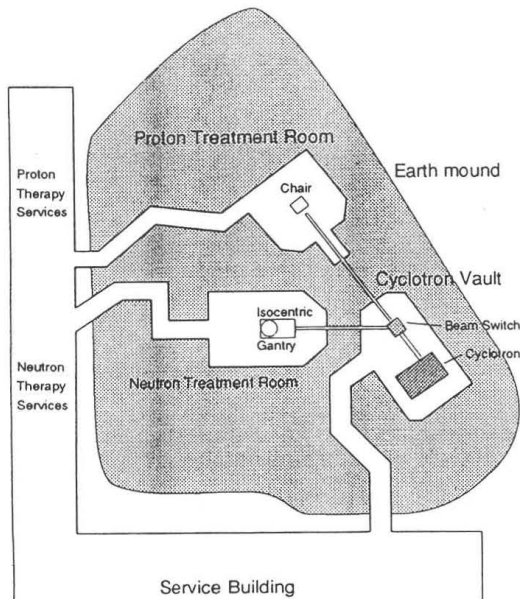 Proton Treatment Room
Earth mound
Proton
Therapy
Services
Chair
Cyclotron Vault
Isocentric
Gantry
Beam Switch
Cyclotron
Neutron Treatment Room
Neutron
Therapy
Services
Service Building